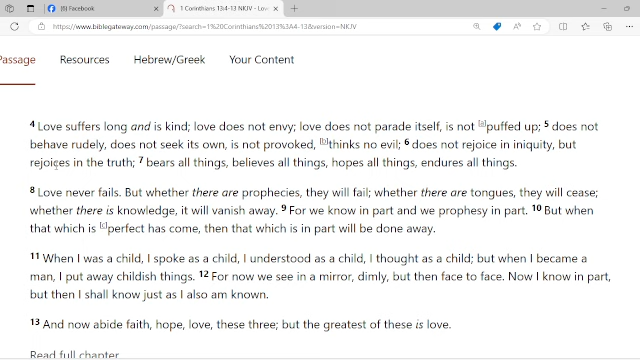 (6) Facebook
1 Corinthians 13:4-13 NKJV - Lov
https://www.biblegateway.com/passage/?search=1%20Corinthians%2013%3A4-13&version=NKJV
Passage Resources Hebrew/Greek Your Content
4 Love suffers long and is kind; love does not envy; love does not parade itself, is not [a]puffed up; 5 does not
behave rudely, does not seek its own, is not provoked, [b]thinks no evil; 6 does not rejoice in iniquity, but
rejoices in the truth; 7 bears all things, believes all things, hopes all things, endures all things.
8 Love never fails. But whether there are prophecies, they will fail; whether there are tongues, they will cease;
whether there is knowledge, it will vanish away. 9 For we know in part and we prophesy in part. 10 But when
that which is [c]perfect has come, then that which is in part will be done away.
11 When I was a child, I spoke as a child, I understood as a child, I thought as a child; but when I became a
man, I put away childish things. 12 For now we see in a mirror, dimly, but then face to face. Now I know in part,
but then I shall know just as I also am known.
13 And now abide faith, hope, love, these three; but the greatest of these is love.
Read full chapter